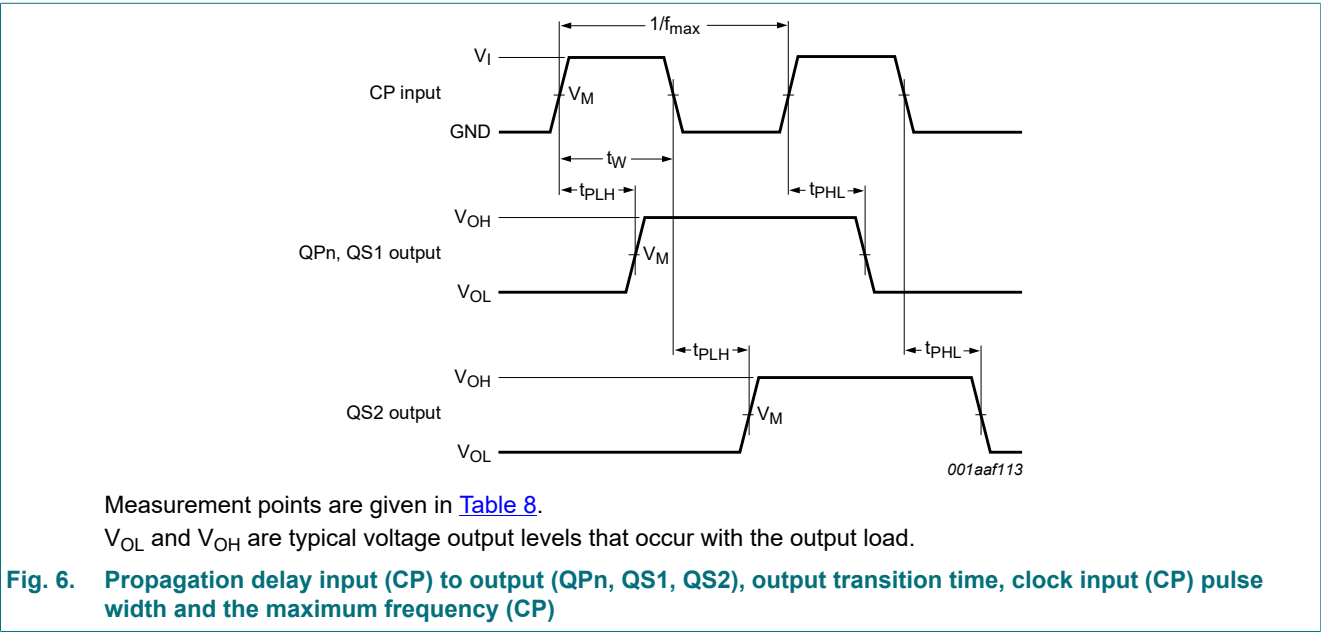 1/fmax
VI
CP input
VM
GND
tW
tPLH
tPHL
VOH
QPn, QS1 output
VM
VOL
tPLH
tPHL
VOH
QS2 output
VM
VOL
001aaf113
Measurement points are given in Table 8.
VOL and VOH are typical voltage output levels that occur with the output load.
Fig. 6. Propagation delay input (CP) to output (QPn, QS1, QS2), output transition time, clock input (CP) pulse
width and the maximum frequency (CP)